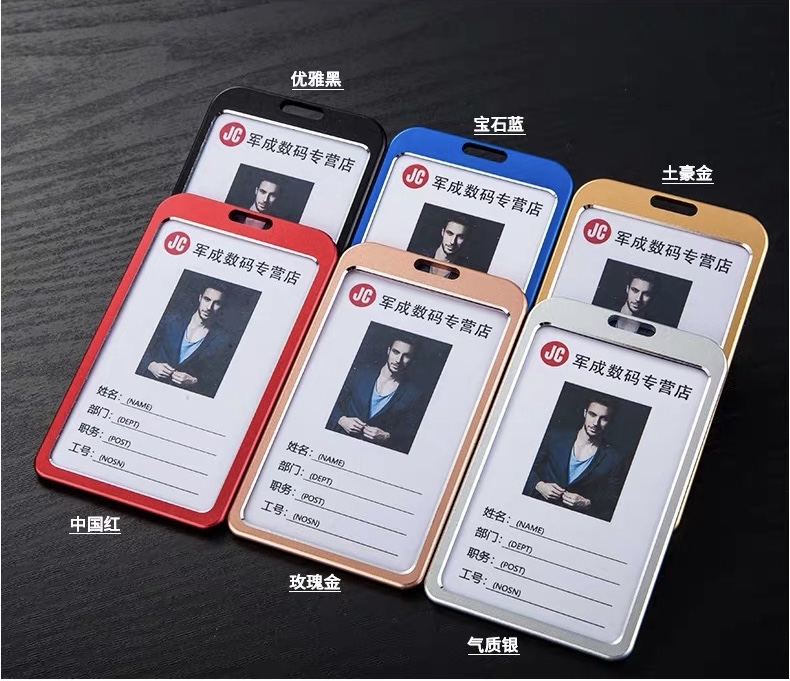 优雅黑
宝石蓝
土豪金
JC 军成数码专营店
JC 军成数码专营店
JC 军成数码专营店
JC 军成数码专营店
姓名: (NAME)
部门: (DEPT)
职务: (POST)
工号: (NOSN)
JC 军成数码专营店
姓名: (NAME)
部门: (DEPT)
职务: (POST)
工号: (NOSN)
JC 军成数码专营店
姓名: (NAME)
部门: (DEPT)
职务: (POST)
工号: (NOSN)
中国红
玫瑰金
气质银